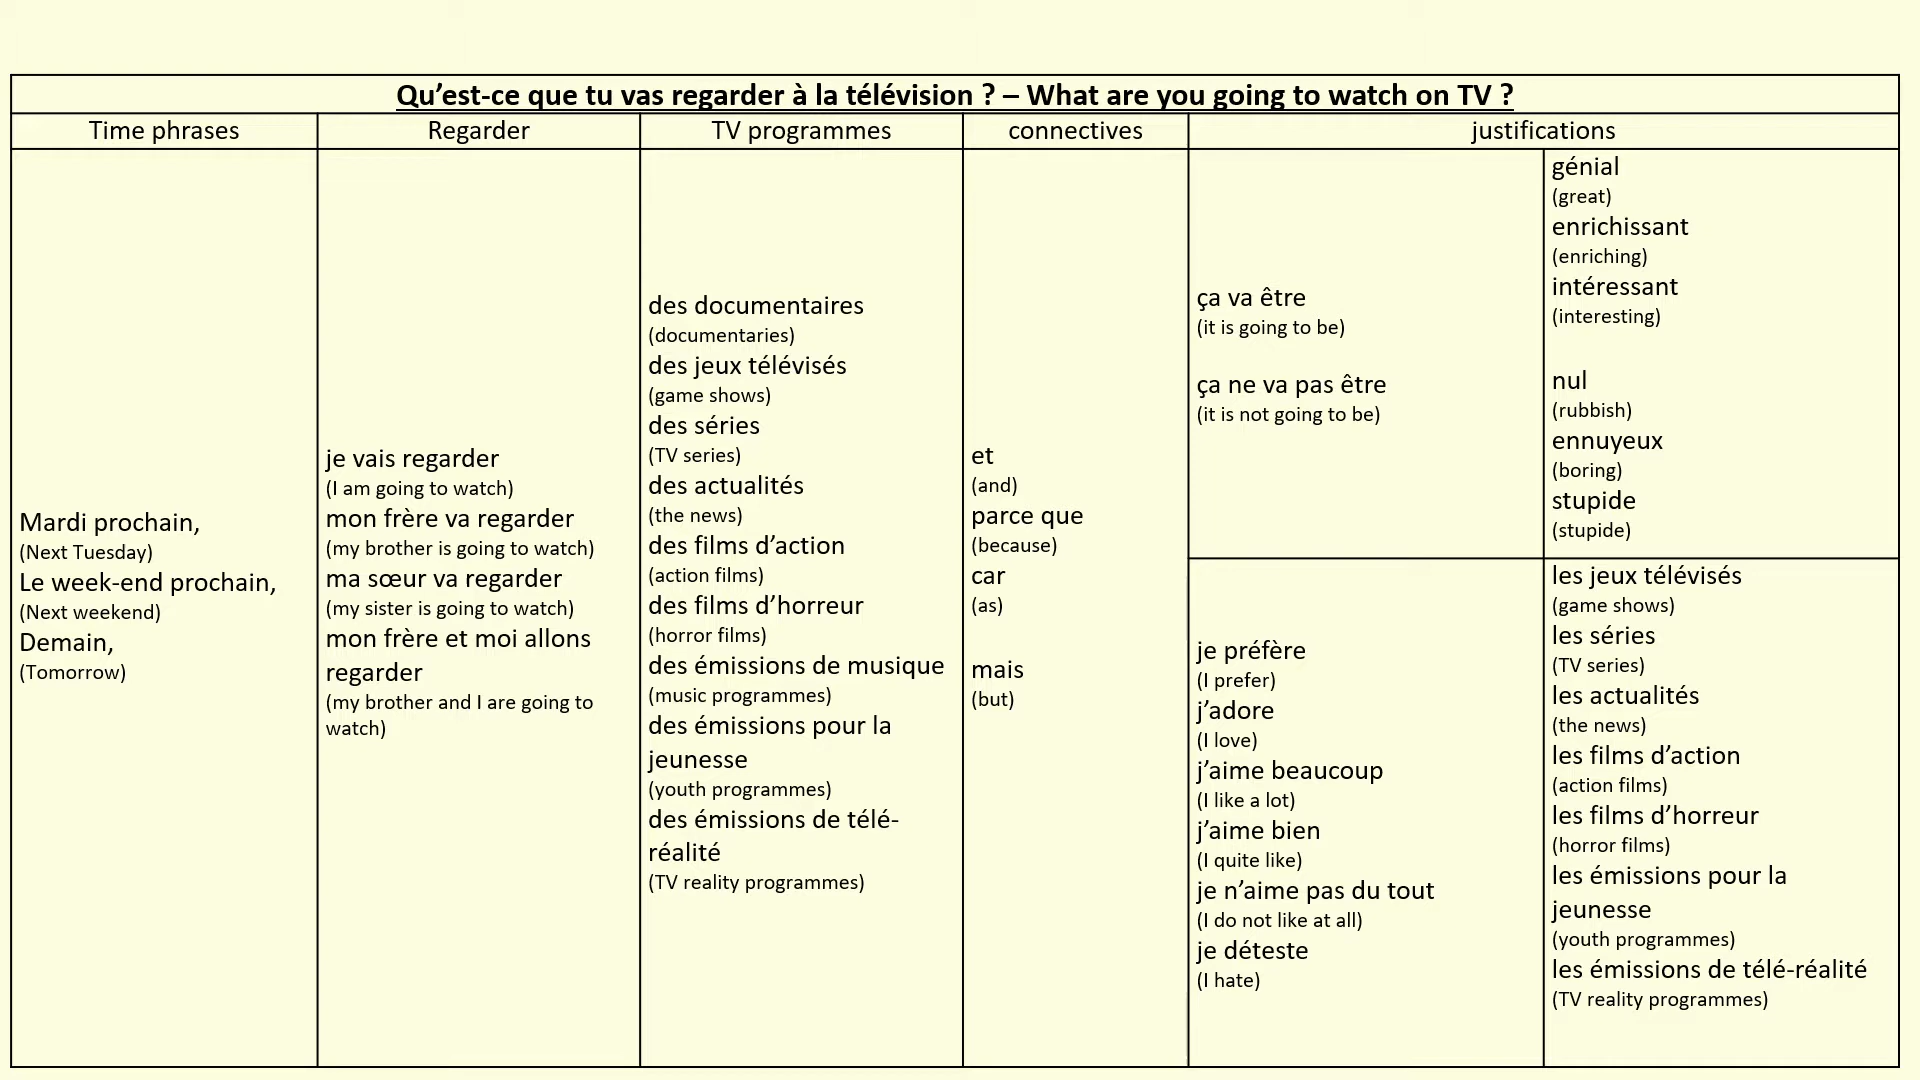 Qu’est-ce que tu vas regarder à la télévision ? – What are you going to watch on TV ?
Time phrases
Regarder
TV programmes
connectives
justifications
Mardi prochain,
(Next Tuesday)
Le week-end prochain,
(Next weekend)
Demain,
(Tomorrow)
je vais regarder
(I am going to watch)
mon frère va regarder
(my brother is going to watch)
ma sœur va regarder
(my sister is going to watch)
mon frère et moi allons
regarder
(my brother and I are going to
watch)
des documentaires
(documentaries)
des jeux télévisés
(game shows)
des séries
(TV series)
des actualités
(the news)
des films d’action
(action films)
des films d’horreur
(horror films)
des émissions de musique
(music programmes)
des émissions pour la
jeunesse
(youth programmes)
des émissions de télé-
réalité
(TV reality programmes)
et
(and)
parce que
(because)
car
(as)
mais
(but)
ça va être
(it is going to be)
ça ne va pas être
(it is not going to be)
génial
(great)
enrichissant
(enriching)
intéressant
(interesting)
nul
(rubbish)
ennuyeux
(boring)
stupide
(stupide)
je préfère
(I prefer)
j’adore
(I love)
j’aime beaucoup
(I like a lot)
j’aime bien
(I quite like)
je n’aime pas du tout
(I do not like at all)
je déteste
(I hate)
les jeux télévisés
(game shows)
les séries
(TV series)
les actualités
(the news)
les films d’action
(action films)
les films d’horreur
(horror films)
les émissions pour la
jeunesse
(youth programmes)
les émissions de télé-réalité
(TV reality programmes)